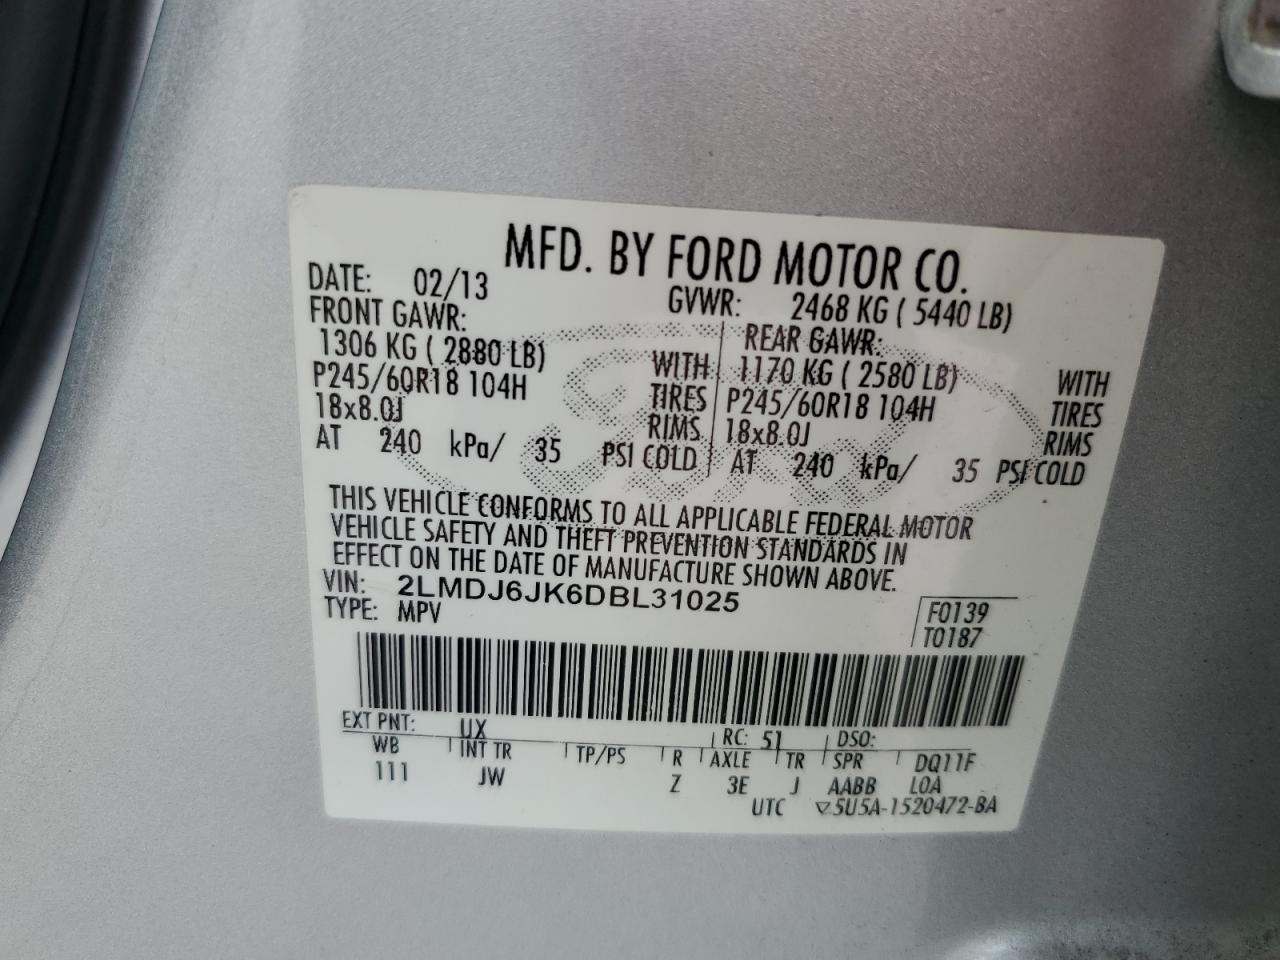 MFD. BY FORD MOTOR CO.
DATE: 02/13 GVWR: 2468 KG ( 5440 LB)
FRONT GAWR: REAR GAWR:
1306 KG ( 2880 LB) WITH 1170 KG ( 2580 LB) WITH
P245/60R18 104H TIRES P245/60R18 104H TIRES
18x8.0J RIMS 18x8.0J RIMS
AT 240 kPa/ 35 PSI COLD AT 240 kPa/ 35 PSI COLD
THIS VEHICLE CONFORMS TO ALL APPLICABLE FEDERAL MOTOR
VEHICLE SAFETY AND THEFT PREVENTION STANDARDS IN
EFFECT ON THE DATE OF MANUFACTURE SHOWN ABOVE.
VIN: 2LMDJ6JK6DBL31025
TYPE: MPV
F0139
T0187
EXT PNT: UX RC: 51 DSO:
WB INT TR TP/PS R AXLE TR SPR DQ11F
111 JW Z 3E J AABB LOA
UTC ▽5U5A-1520472-BA
Ford